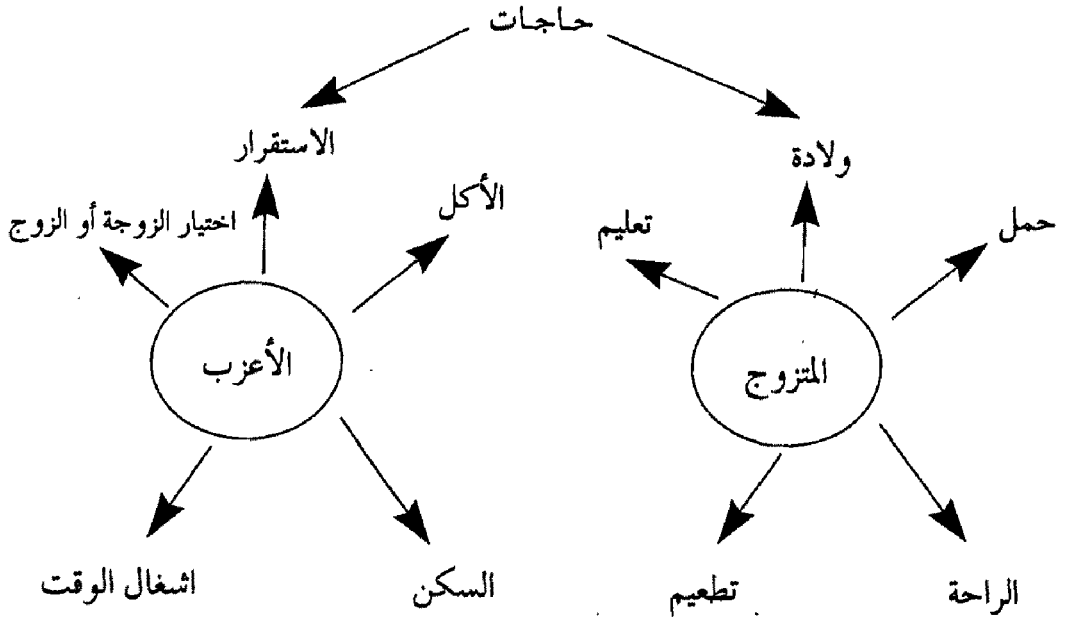 حاجات
ولادة
الاستقرار
حمل
تعليم
الأكل
اختيار الزوجة أو الزوج
المتزوج
الأعزب
الراحة
تطعيم
السكن
اشغال الوقت